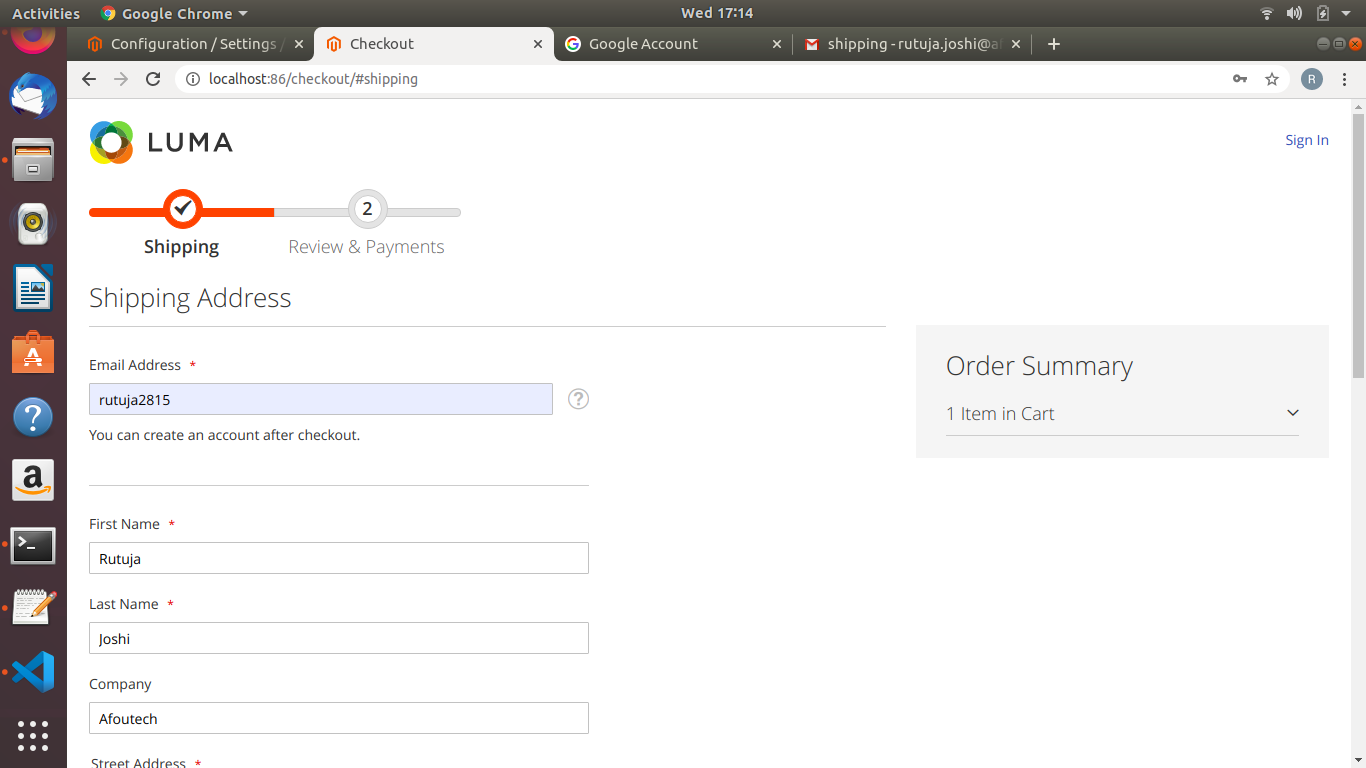 Activities Google Chrome Wed 17:14
Configuration / Settings / Checkout Google Account shipping - rutuja.joshi@a
localhost:86/checkout/#shipping R
LUMA
Sign In
2
Shipping Review & Payments
Shipping Address
Email Address *
rutuja2815 ?
You can create an account after checkout.
First Name *
Rutuja
Last Name *
Joshi
Company
Afoutech
Street Address *
Order Summary
1 Item in Cart